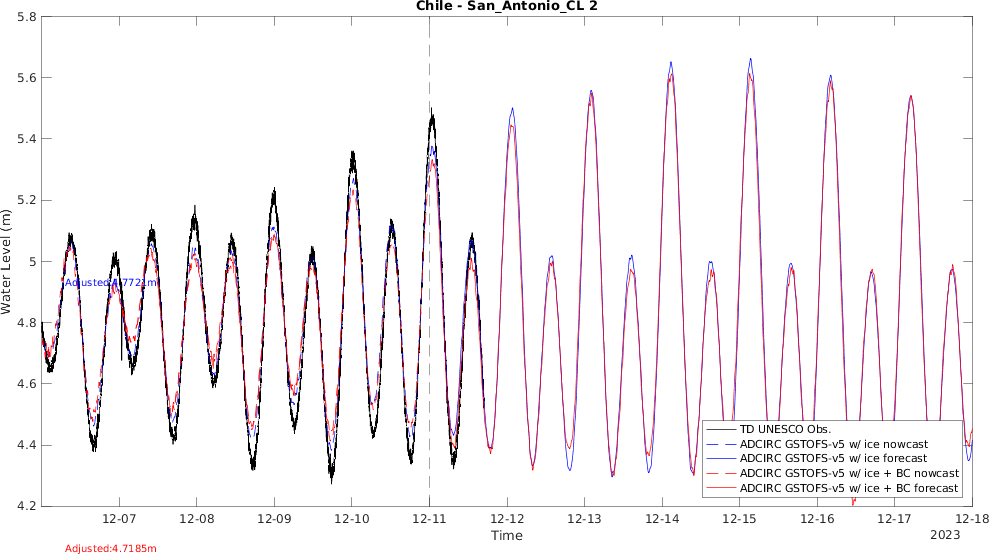 Chile - San_Antonio_CL 2
Water Level (m)
5.8
5.6
5.4
5.2
5
4.8
4.6
4.4
4.2
Adjusted:4.7721m
TD UNESCO Obs.
ADCIRC GSTOFS-v5 w/ ice nowcast
ADCIRC GSTOFS-v5 w/ ice forecast
ADCIRC GSTOFS-v5 w/ ice + BC nowcast
ADCIRC GSTOFS-v5 w/ ice + BC forecast
12-07 12-08 12-09 12-10 12-11 12-12 12-13 12-14 12-15 12-16 12-17 12-18
Time
2023
Adjusted:4.7185m